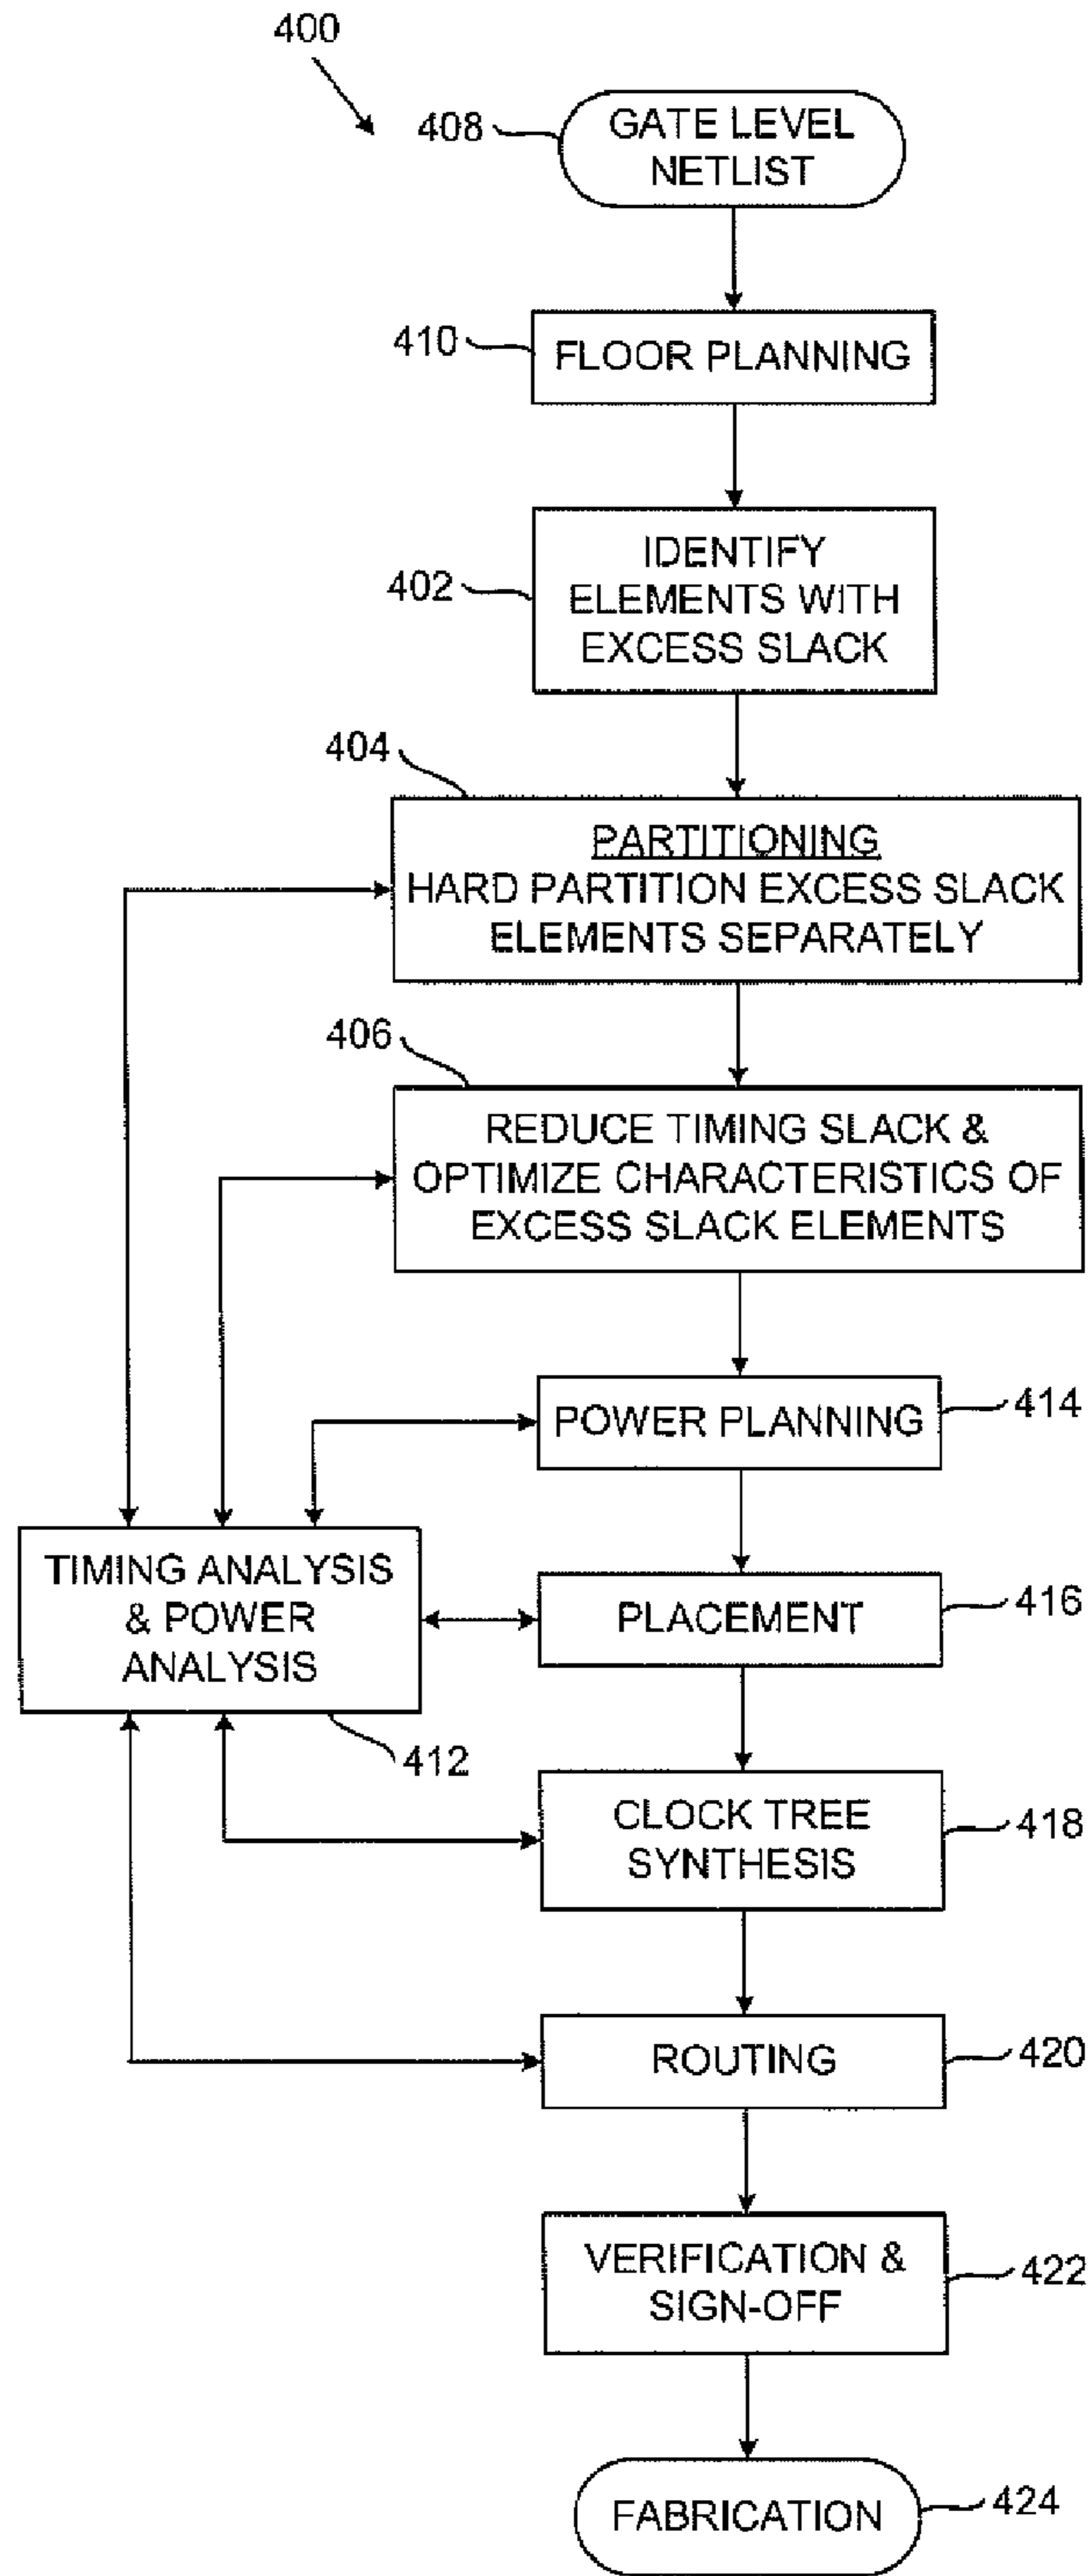 400
408
GATE LEVEL
NETLIST
410
FLOOR PLANNING
402
IDENTIFY
ELEMENTS WITH
EXCESS SLACK
404
PARTITIONING
HARD PARTITION EXCESS SLACK
ELEMENTS SEPARATELY
406
REDUCE TIMING SLACK &
OPTIMIZE CHARACTERISTICS OF
EXCESS SLACK ELEMENTS
POWER PLANNING
414
TIMING ANALYSIS
& POWER
ANALYSIS
412
PLACEMENT
416
CLOCK TREE
SYNTHESIS
418
ROUTING
420
VERIFICATION &
SIGN-OFF
422
FABRICATION
424